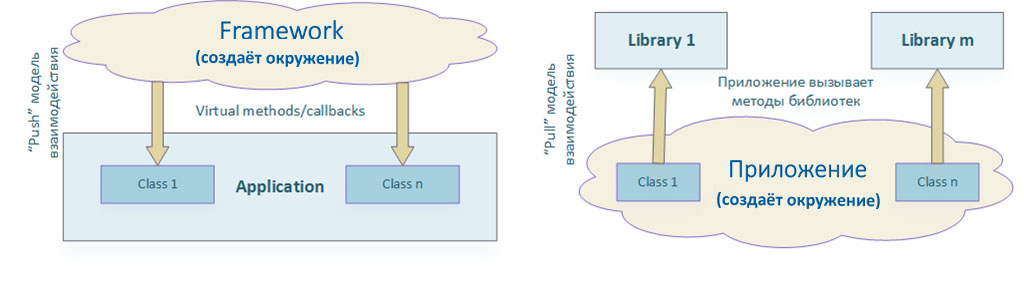 Framework
(создаёт окружение)
"Push" модель
взаимодействия
Virtual methods/callbacks
Class 1
Application
Class n
Library 1
Library m
"Pull" модель
взаимодействия
Приложение вызывает
методы библиотек
Class 1
Приложение
(создаёт окружение)
Class n